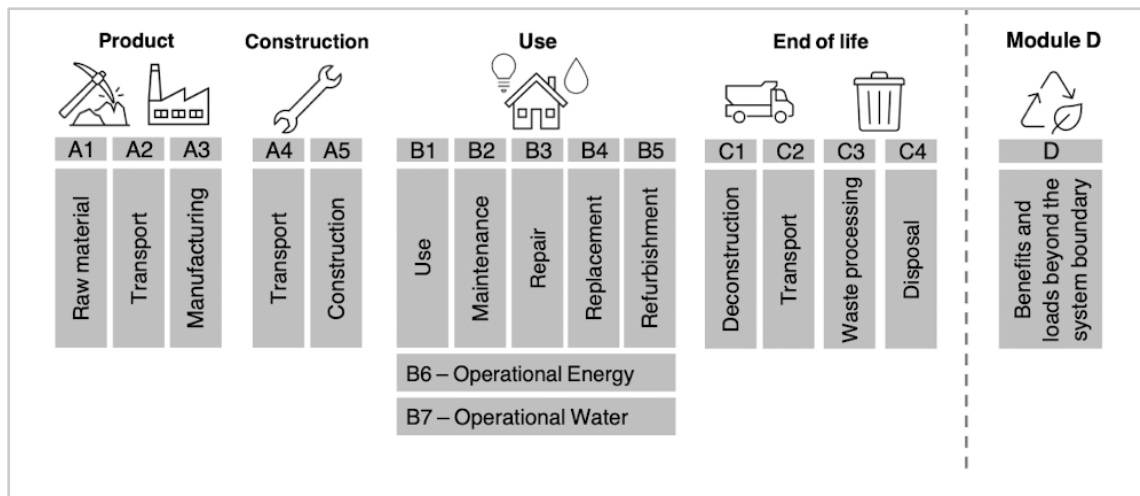 Product
Construction
Use
End of life
Module D
A1
A2
A3
A4
A5
B1
B2
B3
B4
B5
C1
C2
C3
C4
D
Raw material
Transport
Manufacturing
Transport
Construction
Use
Maintenance
Repair
Replacement
Refurbishment
Deconstruction
Transport
Waste processing
Disposal
Benefits and
loads beyond the
system boundary
B6 – Operational Energy
B7 – Operational Water